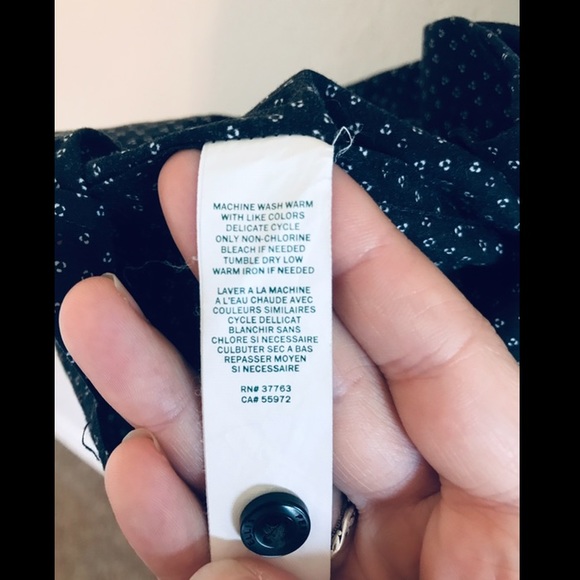 MACHINE WASH WARM
WITH LIKE COLORS
DELICATE CYCLE
ONLY NON-CHLORINE
BLEACH IF NEEDED
TUMBLE DRY LOW
WARM IRON IF NEEDED
LAVER A LA MACHINE
A L'EAU CHAUDE AVEC
COULEURS SIMILAIRES
CYCLE DELLICAT
BLANCHIR SANS
CHLORE SI NECESSAIRE
CULBUTER SEC A BAS
REPASSER MOYEN
SI NECESSAIRE
RN# 37763
CA# 55972